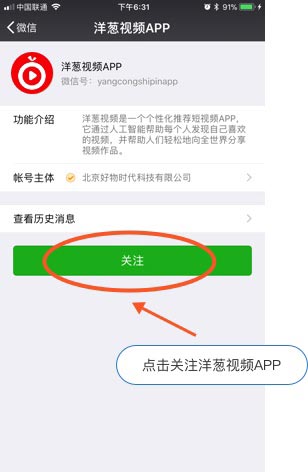 中国联通 下午6:31 91%
微信 洋葱视频APP
洋葱视频APP
微信号: yangcongshipinapp
功能介绍 洋葱视频是一个个性化推荐短视频APP,
它通过人工智能帮助每个人发现自己喜欢
的视频，并帮助人们轻松地向全世界分享
视频作品。
帐号主体 北京好物时代科技有限公司
查看历史消息
关注
点击关注洋葱视频APP